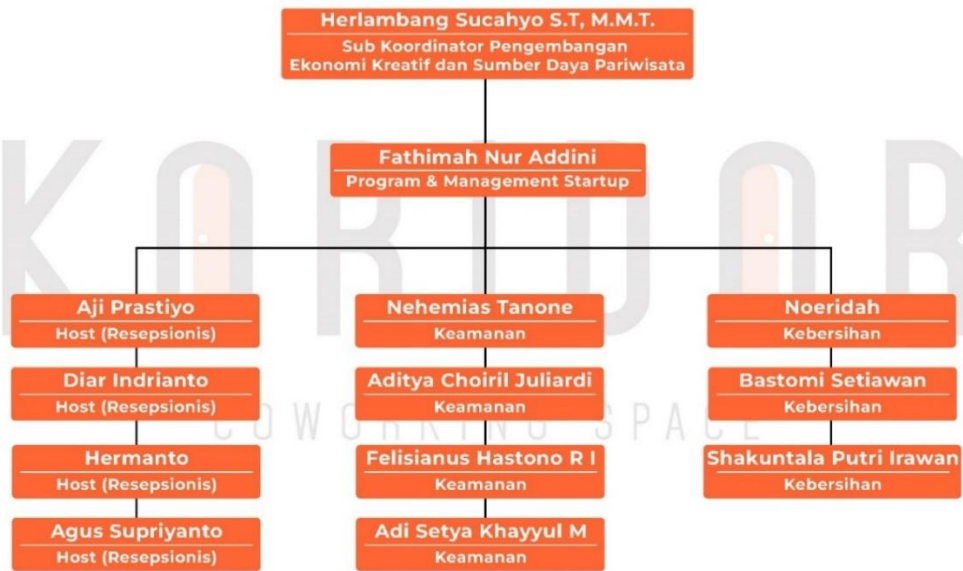 Herlambang Sucahyo S.T, M.M.T.
Sub Koordinator Pengembangan
Ekonomi Kreatif dan Sumber Daya Pariwisata
Fathimah Nur Addini
Program & Management Startup
Aji Prastiyo
Host (Resepsionis)
Diar Indrianto
Host (Resepsionis)
Hermanto
Host (Resepsionis)
Agus Supriyanto
Host (Resepsionis)
Nehemias Tanone
Keamanan
Aditya Choiril Juliardi
Keamanan
Felisianus Hastono R I
Keamanan
Adi Setya Khayyul M
Keamanan
Noeridah
Kebersihan
Bastomi Setiawan
Kebersihan
Shakuntala Putri Irawan
Kebersihan
KORIDOR
COWORKING SPACE